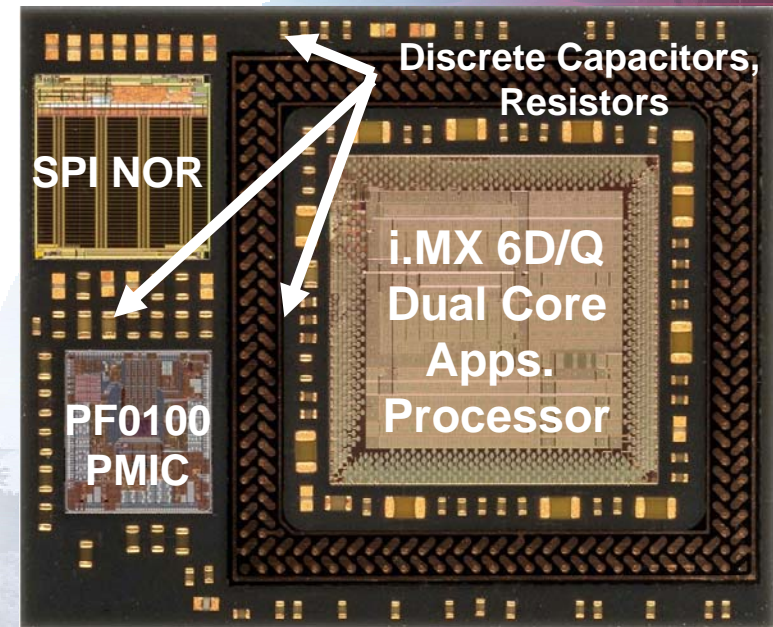 Discrete Capacitors,
Resistors
SPI NOR
i.MX 6D/Q
Dual Core
Apps.
Processor
PF0100
PMIC